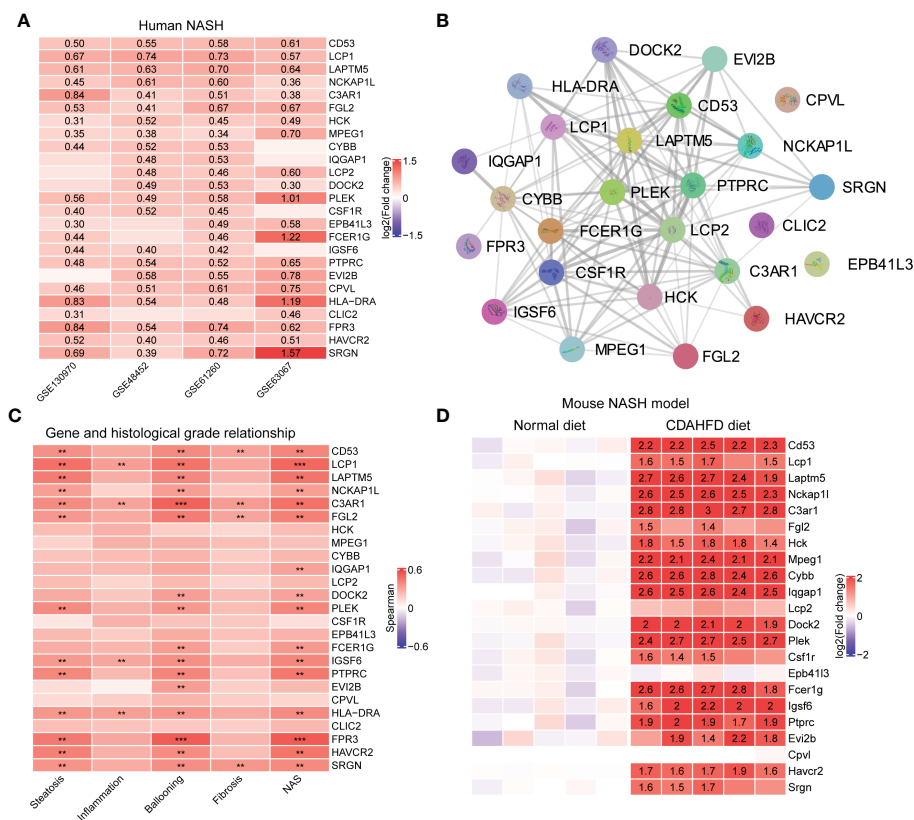 A
Human NASH
0.50 0.55 0.58 0.61 CD53
0.67 0.74 0.73 0.57 LCP1
0.61 0.63 0.70 0.64 LAPTM5
0.45 0.61 0.60 0.36 NCKAP1L
0.84 0.41 0.51 0.38 C3AR1
0.53 0.41 0.67 0.67 FGL2
0.31 0.52 0.45 0.49 HCK
0.35 0.38 0.34 0.70 MPEG1
0.44 0.52 0.53 CYBB
0.48 0.53 IQGAP1
0.48 0.46 0.60 LCP2
0.49 0.53 0.30 DOCK2
0.56 0.49 0.58 1.01 PLEK
0.40 0.52 0.45 CSF1R
0.30 0.49 0.58 EPB41L3
0.44 0.46 1.22 FCER1G
0.44 0.40 0.42 IGSF6
0.48 0.54 0.52 0.65 PTPRC
0.58 0.55 0.78 EVI2B
0.46 0.51 0.61 0.75 CPVL
0.83 0.54 0.48 1.19 HLA−DRA
0.31 0.46 CLIC2
0.84 0.54 0.74 0.62 FPR3
0.52 0.40 0.46 0.51 HAVCR2
0.69 0.39 0.72 1.57 SRGN
GSE130970 GSE48452 GSE61260 GSE63067
log2(Fold change)
1.5
−1.5
B
DOCK2
EVI2B
HLA-DRA
CD53
CPVL
LCP1
LAPTM5
NCKAP1L
IQGAP1
CYBB
PLEK
PTPRC
SRGN
FPR3
FCER1G
LCP2
CLIC2
CSF1R
C3AR1
EPB41L3
IGSF6
HCK
HAVCR2
MPEG1
FGL2
C
Gene and histological grade relationship
** ** ** ** CD53
** ** ** *** LCP1
** ** ** LAPTM5
** ** ** NCKAP1L
** ** *** ** ** C3AR1
** ** ** ** FGL2
HCK
MPEG1
CYBB
** IQGAP1
LCP2
** ** DOCK2
** ** ** PLEK
CSF1R
EPB41L3
** ** FCER1G
** ** ** ** IGSF6
** ** ** PTPRC
** EVI2B
CPVL
** ** ** ** HLA−DRA
CLIC2
** *** *** FPR3
** ** ** HAVCR2
** ** ** ** SRGN
Steatosis Inflammation Ballooning Fibrosis NAS
Spearman
0.6
0
−0.6
D
Mouse NASH model
Normal diet CDAHFD diet
2.2 2.2 2.5 2.2 2.3 Cd53
1.6 1.5 1.7 1.5 Lcp1
2.7 2.6 2.7 2.4 1.9 Laptm5
2.6 2.5 2.6 2.5 2.3 Nckap1l
2.8 2.8 3 2.7 2.8 C3ar1
1.5 1.4 Fgl2
1.8 1.5 1.8 1.8 1.4 Hck
2.2 2.1 2.4 2.1 2.1 Mpeg1
2.6 2.6 2.8 2.4 2.6 Cybb
2.6 2.5 2.6 2.4 2.5 Iqgap1
Lcp2
2 2 2.1 2 1.9 Dock2
2.4 2.7 2.7 2.5 2.7 Plek
1.6 1.4 1.5 Csf1r
Epb41l3
2.6 2.6 2.7 2.8 1.8 Fcer1g
1.6 2 2.2 2 2 Igsf6
1.9 2 1.9 1.7 1.9 Ptprc
1.9 1.4 2.2 1.8 Evi2b
Cpvl
1.7 1.6 1.7 1.9 1.6 Havcr2
1.6 1.5 1.7 Srgn
log2(Fold change)
2
0
−2